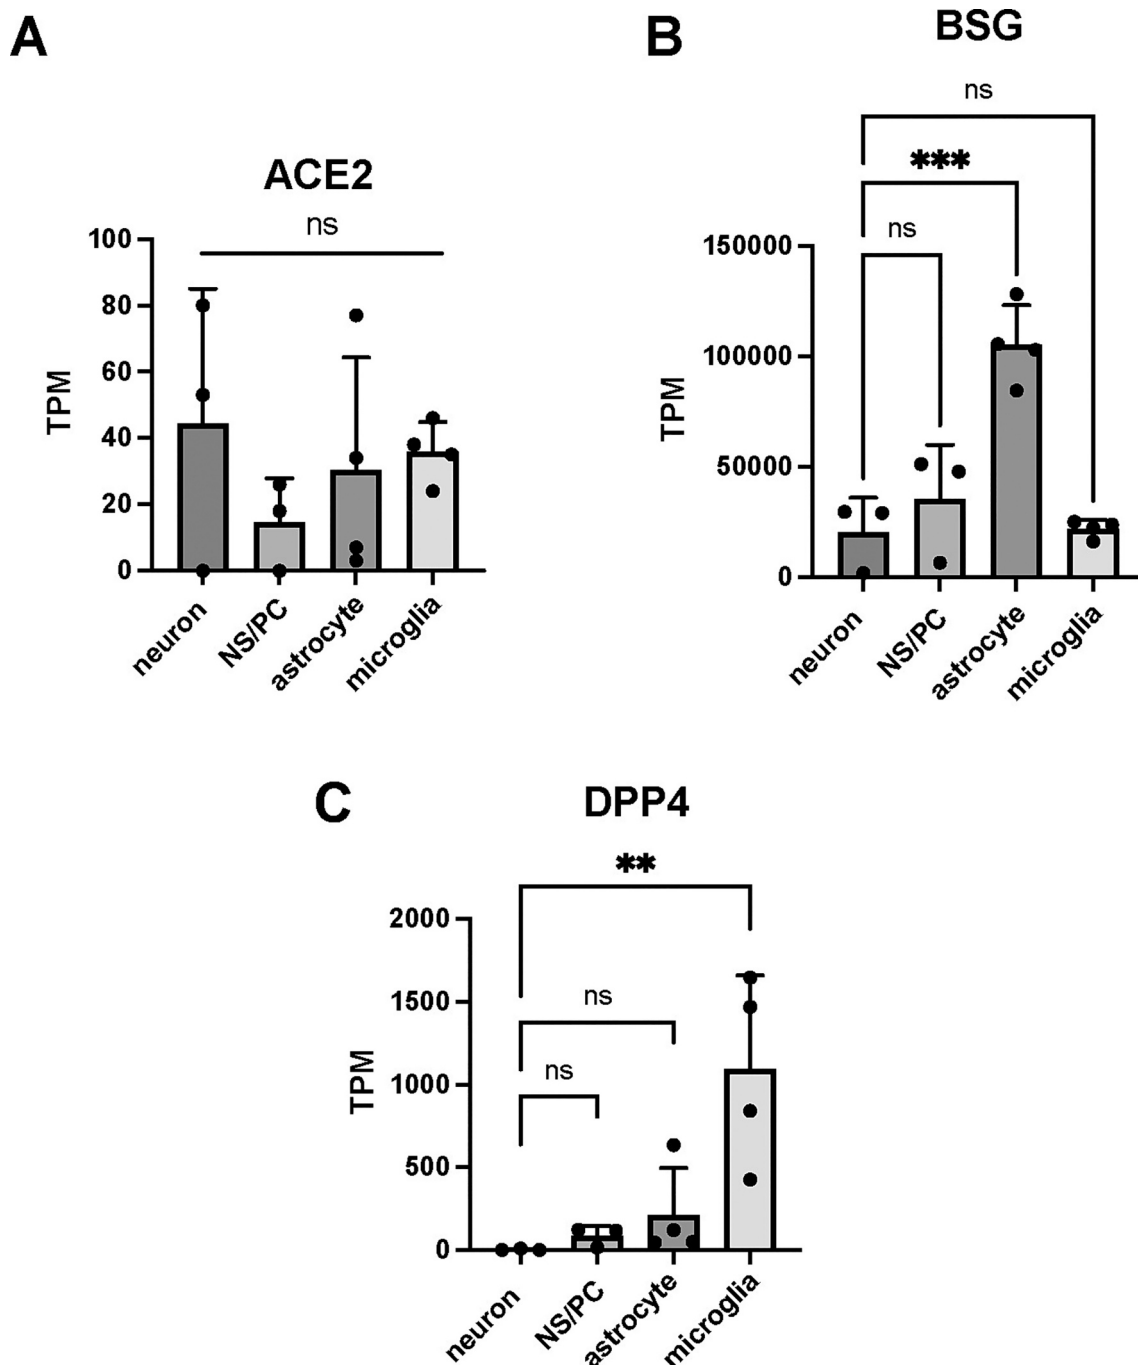 A
ACE2
ns
TPM
100
80
60
40
20
0
neuron
NS/PC
astrocyte
microglia
B
BSG
ns
***
ns
TPM
150000
100000
50000
0
neuron
NS/PC
astrocyte
microglia
C
DPP4
**
ns
ns
TPM
2000
1500
1000
500
0
neuron
NS/PC
astrocyte
microglia